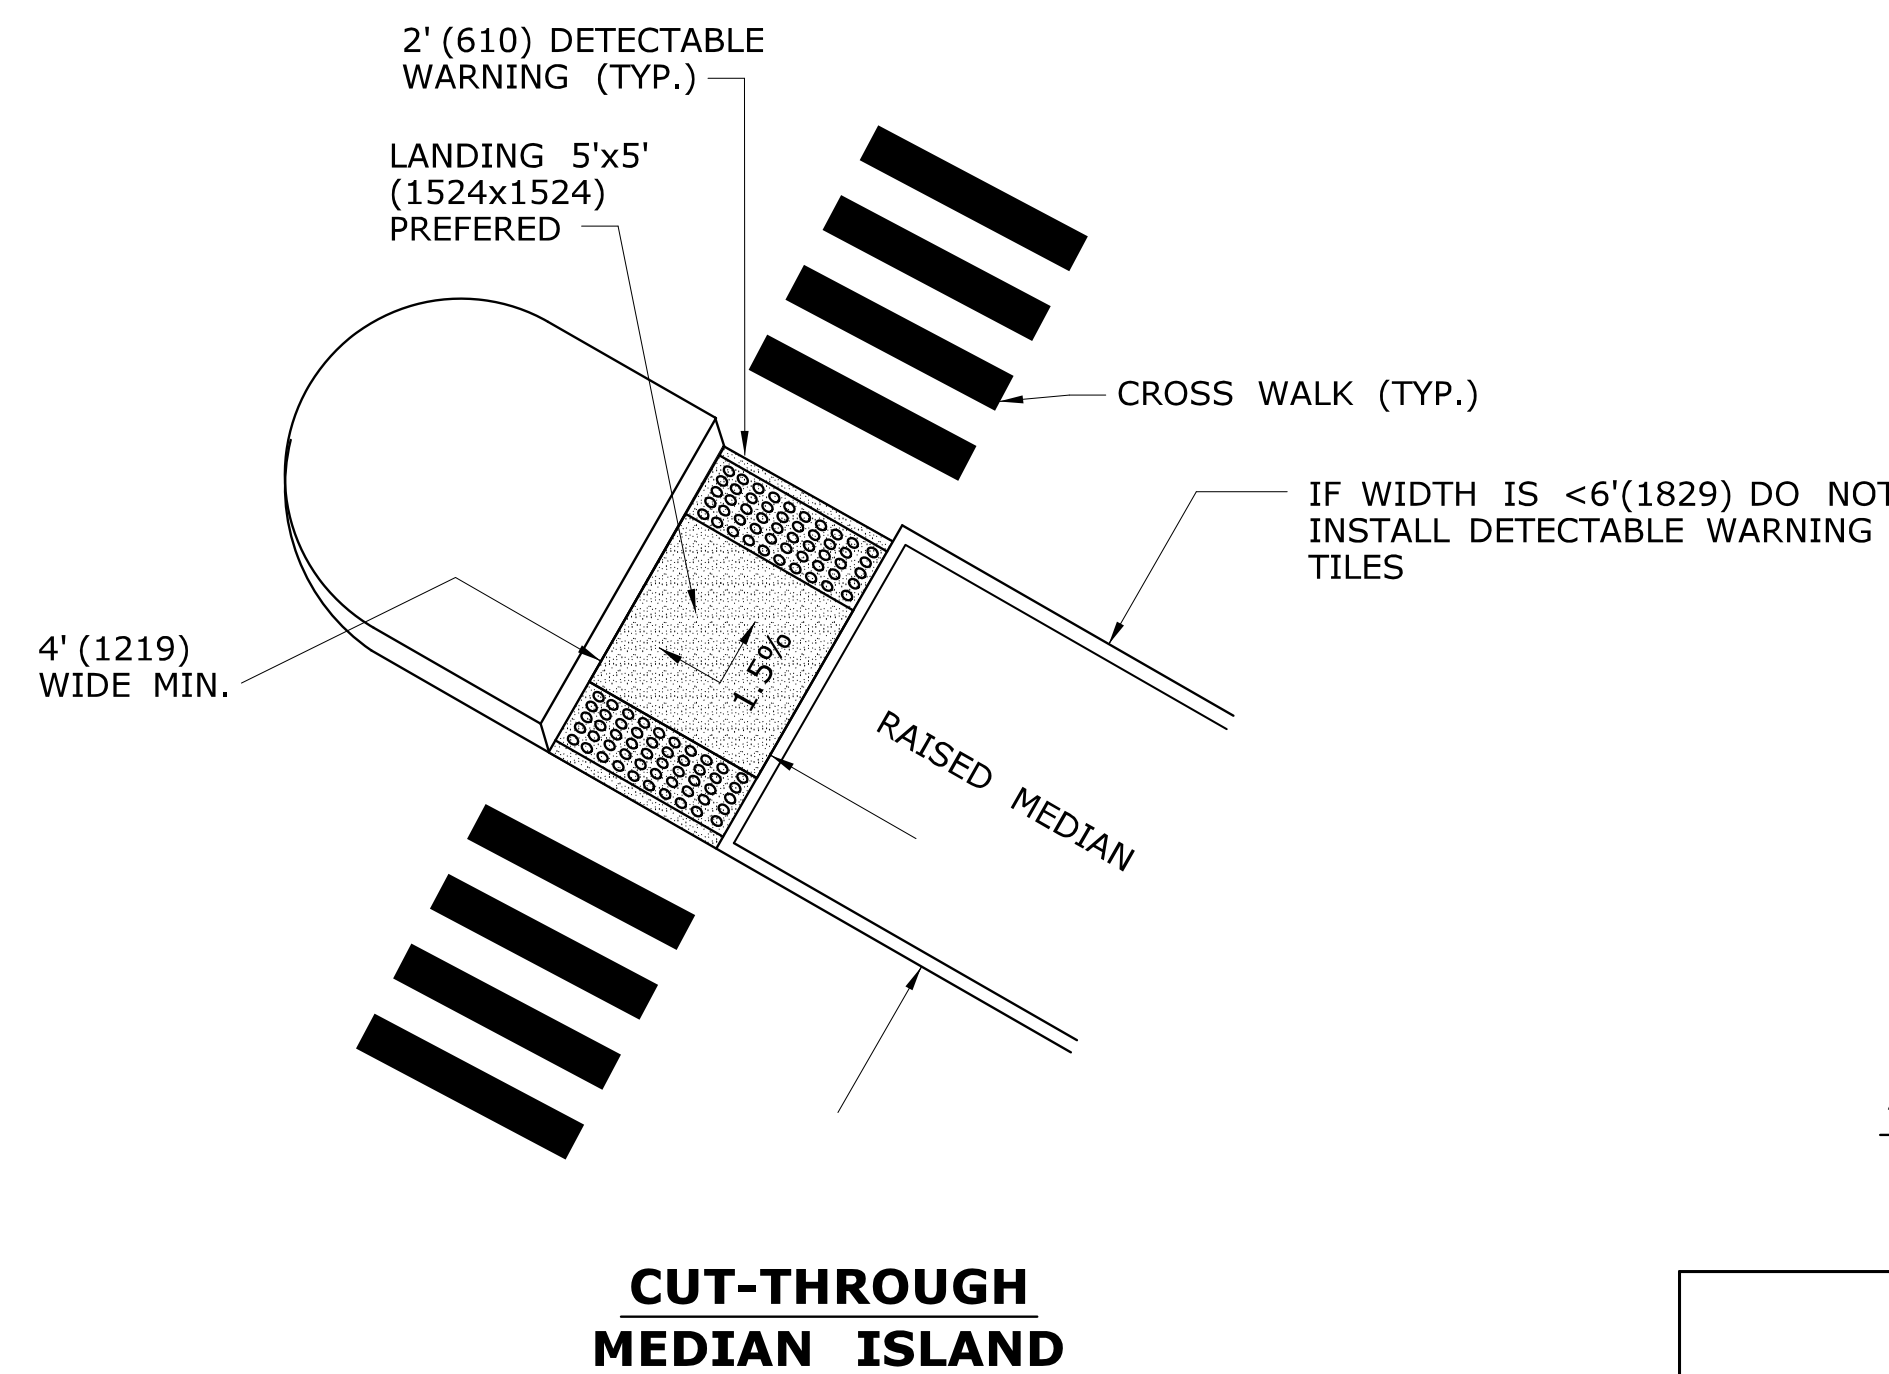 2' (610) DETECTABLE
WARNING (TYP.)
LANDING 5'x5'
(1524x1524)
PREFERED
CROSS WALK (TYP.)
IF WIDTH IS <6'(1829) DO NOT
INSTALL DETECTABLE WARNING
TILES
4' (1219)
WIDE MIN.
1.5%
RAISED MEDIAN
CUT-THROUGH
MEDIAN ISLAND